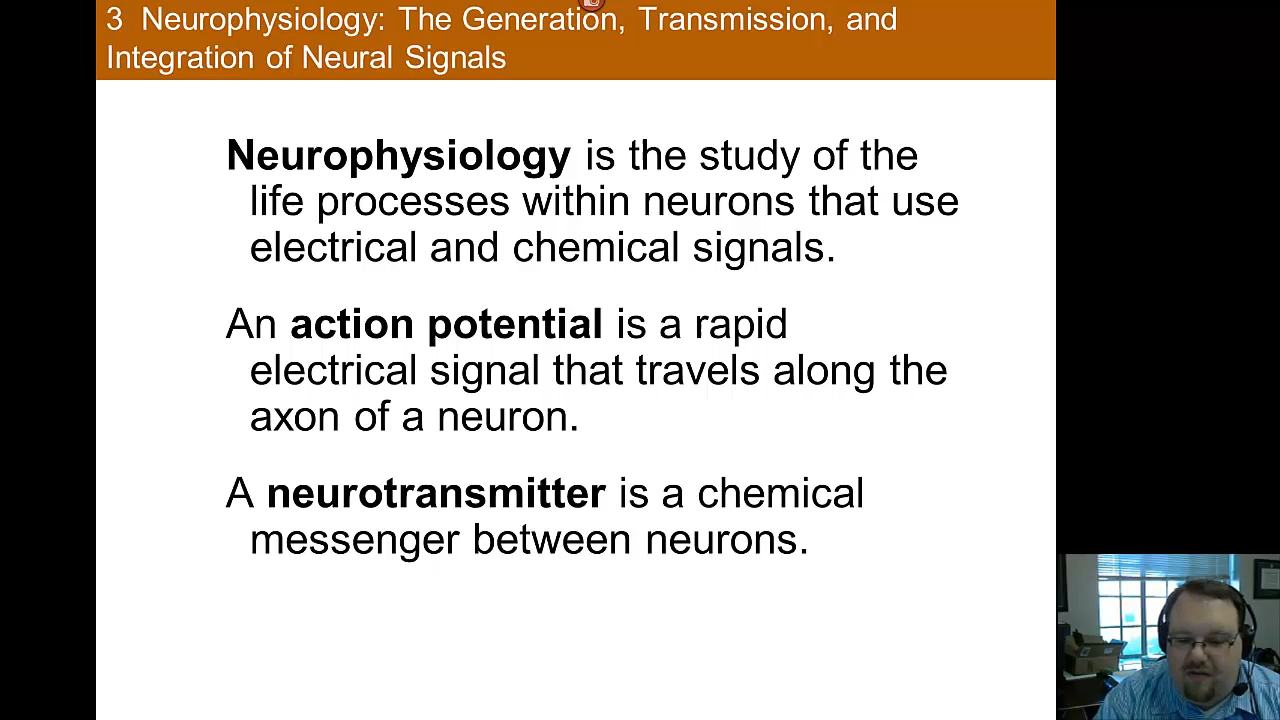 3 Neurophysiology: The Generation, Transmission, and
Integration of Neural Signals
Neurophysiology is the study of the
life processes within neurons that use
electrical and chemical signals.
An action potential is a rapid
electrical signal that travels along the
axon of a neuron.
A neurotransmitter is a chemical
messenger between neurons.